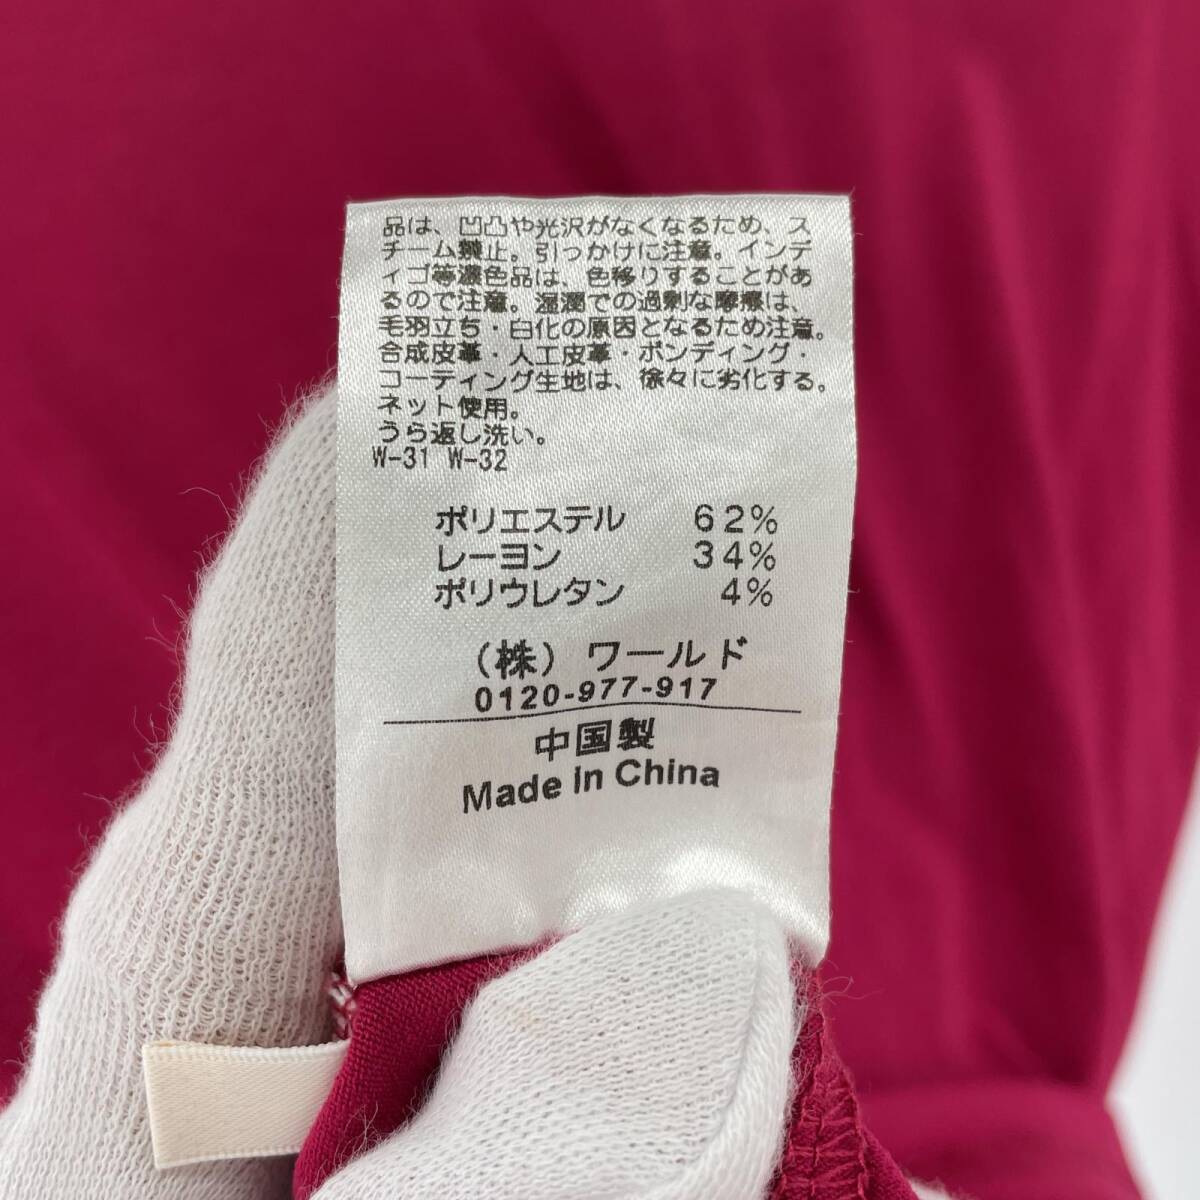 品は、凹凸や光沢がなくなるため、ス
チーム禁止。引っかけに注意。インデ
ィゴ等濃色品は、色移りすることがあ
るので注意。湿潤での過剰な摩擦は、
毛羽立ち・白化の原因となるため注意。
合成皮革・人工皮革・ボンディング・
コーティング生地は、徐々に劣化する。
ネット使用。
うら返し洗い。
W-31 W-32
ポリエステル 62%
レーヨン 34%
ポリウレタン 4%
(株) ワールド
0120-977-917
中国製
Made in China